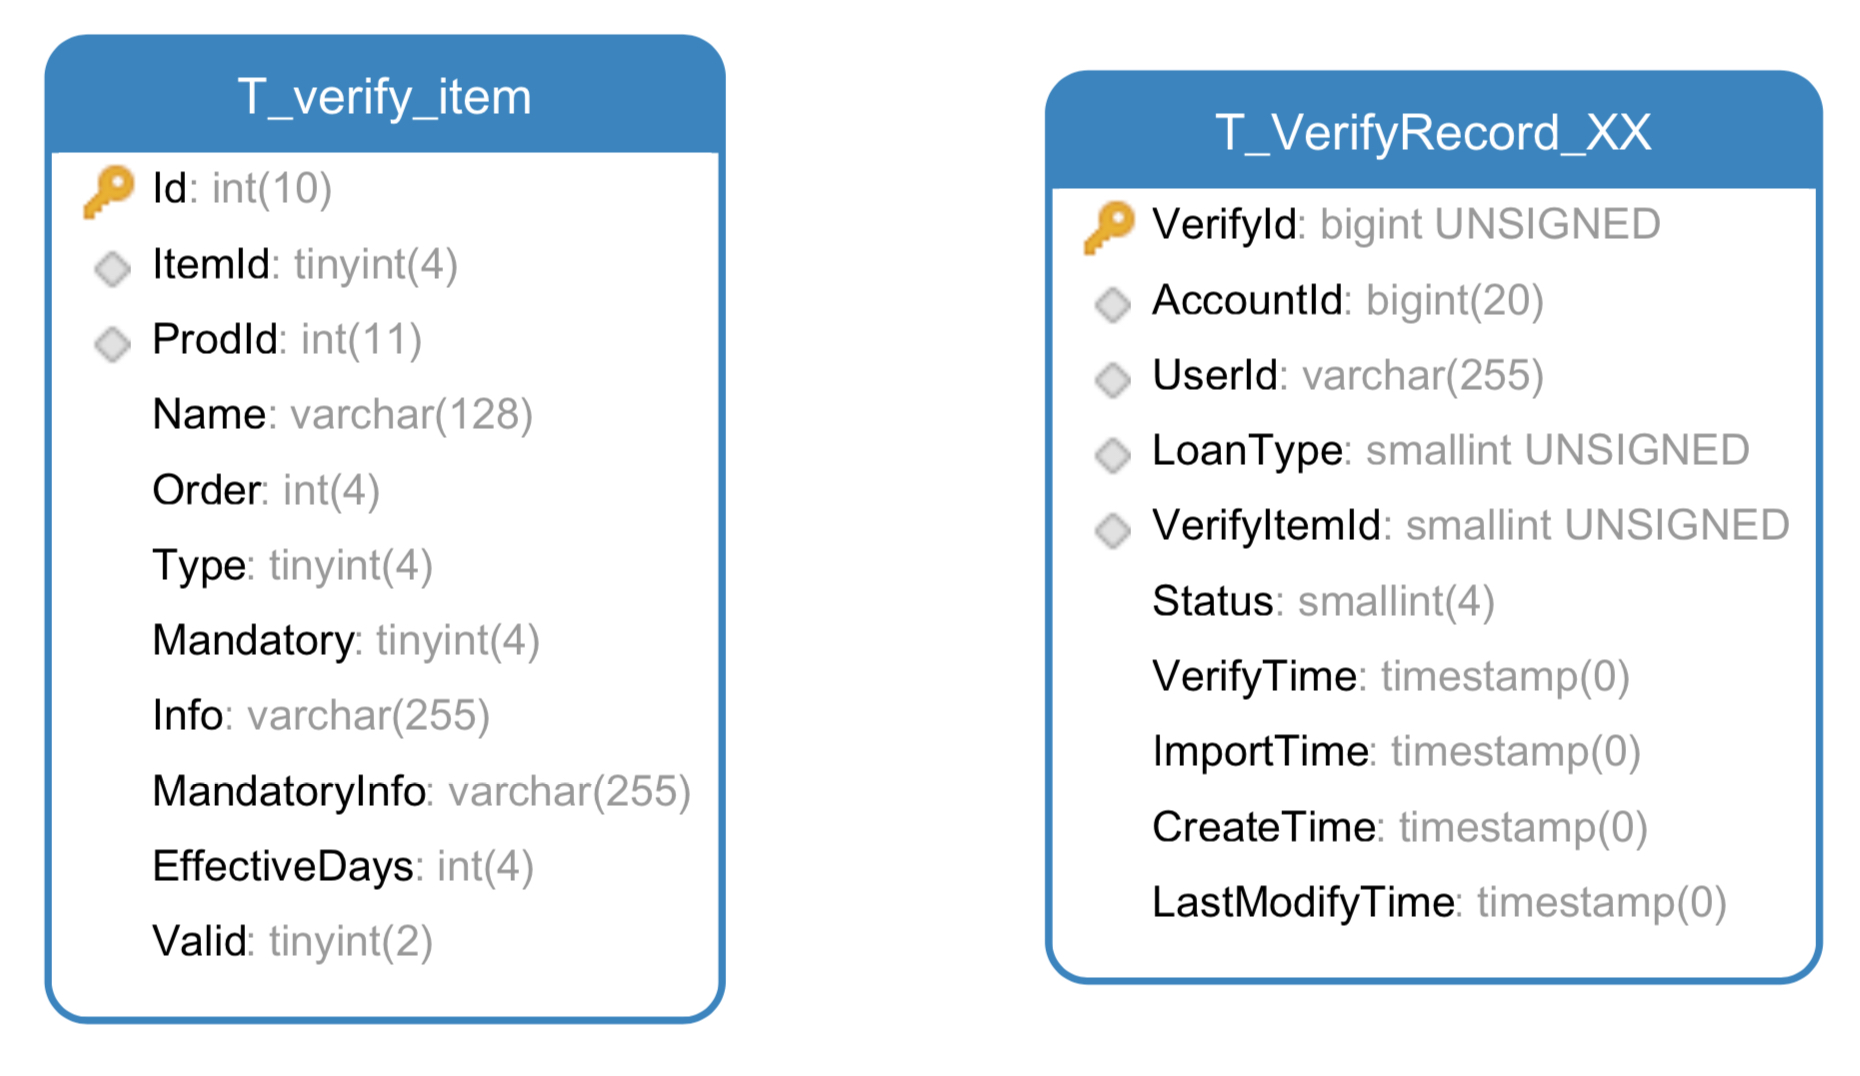 T_verify_item
Id: int(10)
ItemId: tinyint(4)
ProdId: int(11)
Name: varchar(128)
Order: int(4)
Type: tinyint(4)
Mandatory: tinyint(4)
Info: varchar(255)
MandatoryInfo: varchar(255)
EffectiveDays: int(4)
Valid: tinyint(2)
T_VerifyRecord_XX
VerifyId: bigint UNSIGNED
AccountId: bigint(20)
UserId: varchar(255)
LoanType: smallint UNSIGNED
VerifyItemId: smallint UNSIGNED
Status: smallint(4)
VerifyTime: timestamp(0)
ImportTime: timestamp(0)
CreateTime: timestamp(0)
LastModifyTime: timestamp(0)